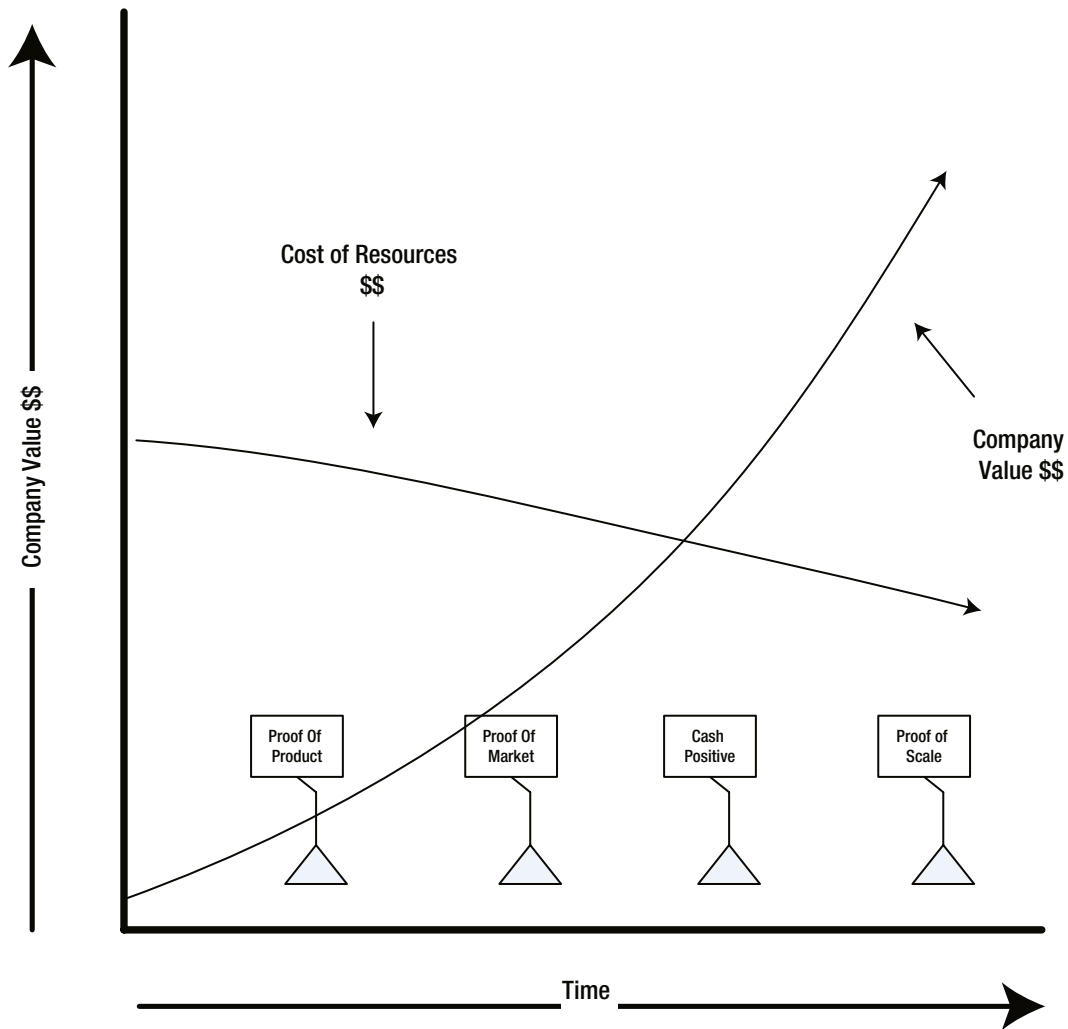 Cost of Resources
$$
Company Value $$
Company
Value $$
Proof Of
Product
Proof Of
Market
Cash
Positive
Proof of
Scale
Time